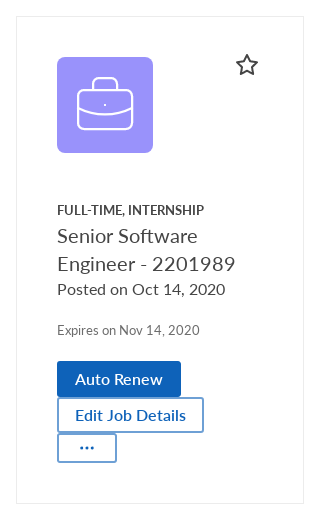 FULL-TIME, INTERNSHIP
Senior Software
Engineer - 2201989
Posted on Oct 14, 2020
Expires on Nov 14, 2020
Auto Renew
Edit Job Details
...